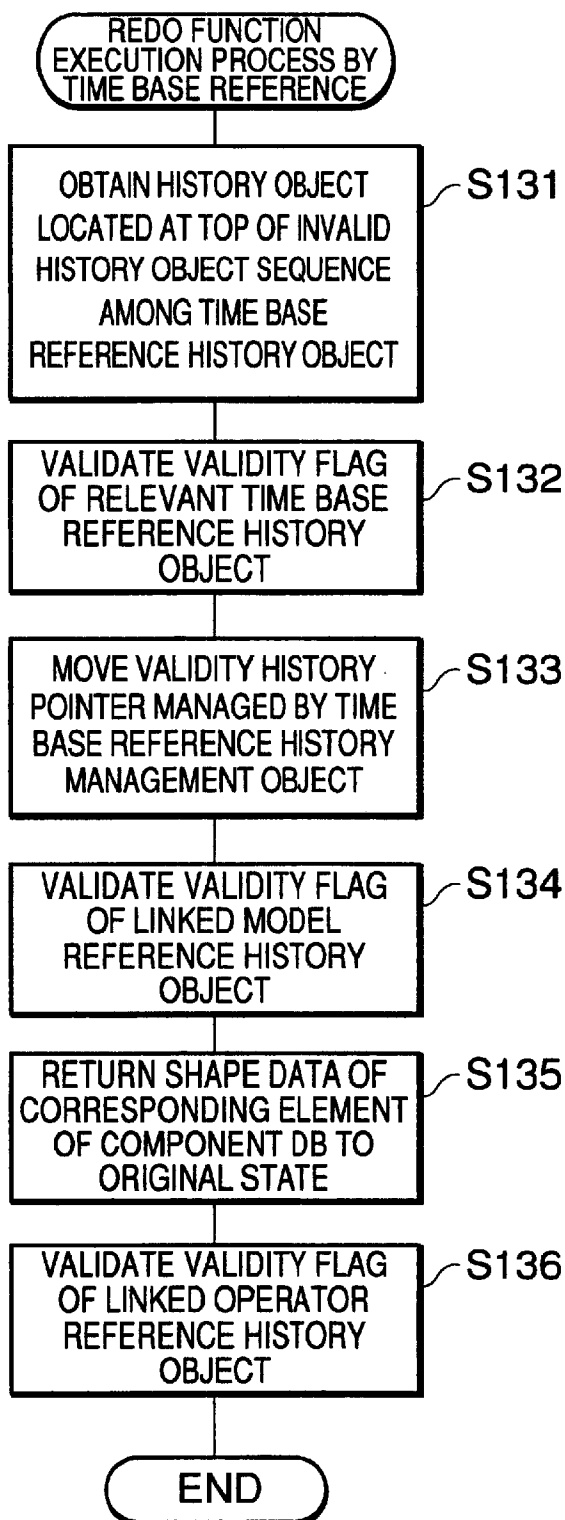 REDO FUNCTION
EXECUTION PROCESS BY
TIME BASE REFERENCE
OBTAIN HISTORY OBJECT
LOCATED AT TOP OF INVALID
HISTORY OBJECT SEQUENCE
AMONG TIME BASE
REFERENCE HISTORY OBJECT
S131
VALIDATE VALIDITY FLAG
OF RELEVANT TIME BASE
REFERENCE HISTORY
OBJECT
S132
MOVE VALIDITY HISTORY
POINTER MANAGED BY TIME
BASE REFERENCE HISTORY
MANAGEMENT OBJECT
S133
VALIDATE VALIDITY FLAG
OF LINKED MODEL
REFERENCE HISTORY
OBJECT
S134
RETURN SHAPE DATA OF
CORRESPONDING ELEMENT
OF COMPONENT DB TO
ORIGINAL STATE
S135
VALIDATE VALIDITY FLAG
OF LINKED OPERATOR
REFERENCE HISTORY
OBJECT
S136
END